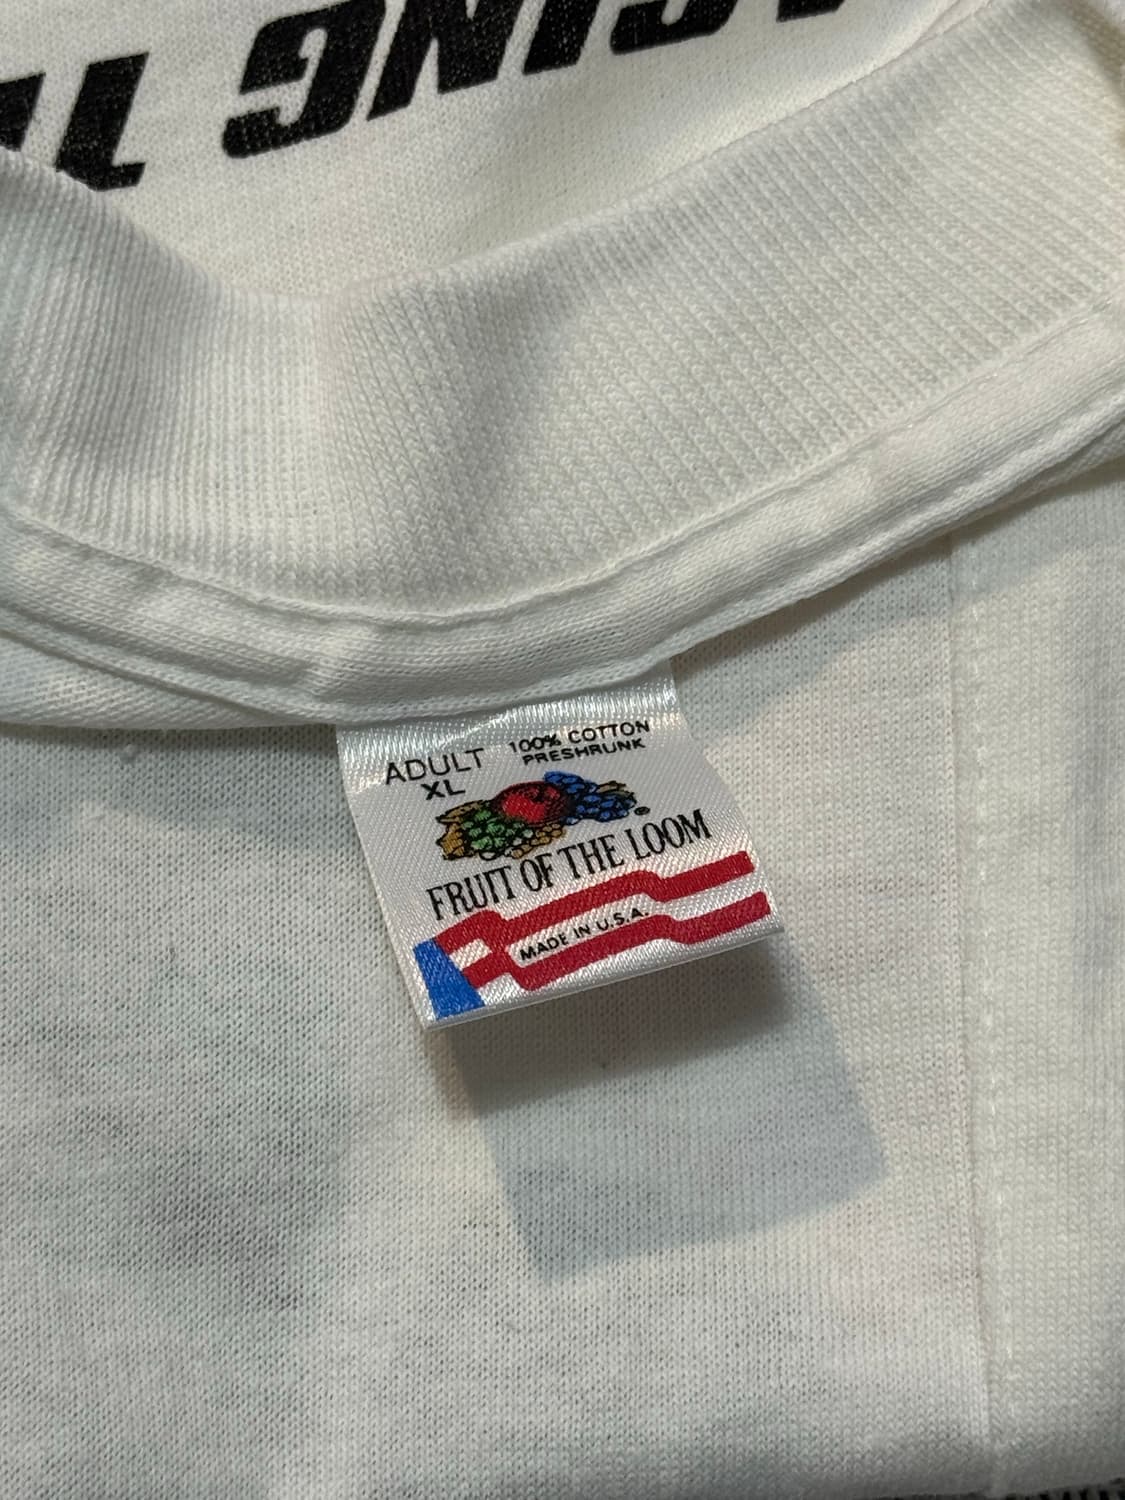 ADULT
XL
100% COTTON
PRESHRUNK
FRUIT OF THE LOOM
MADE IN U.S.A.